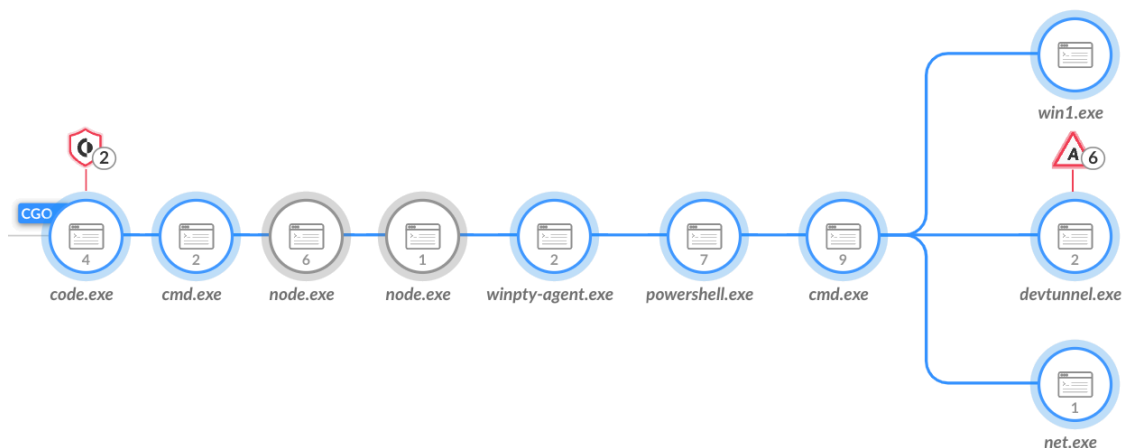 win1.exe
2
A 6
CGO
4
2
6
1
2
7
9
2
code.exe
cmd.exe
node.exe
node.exe
winpty-agent.exe
powershell.exe
cmd.exe
devtunnel.exe
1
net.exe